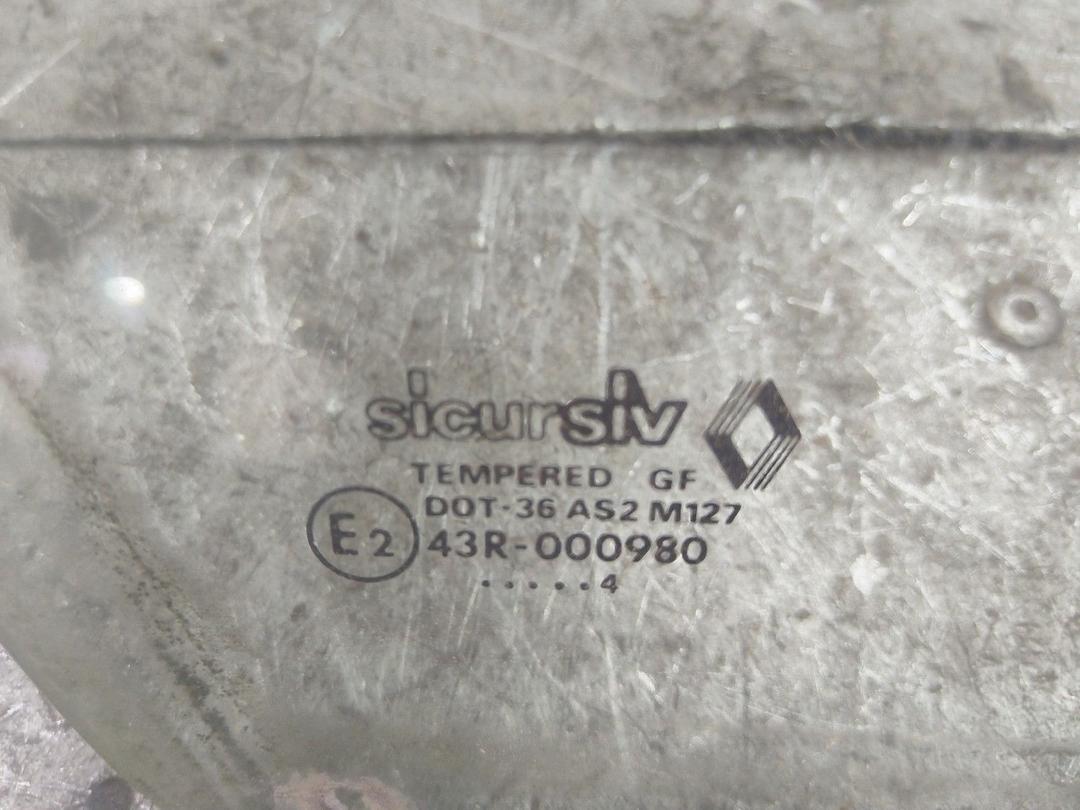 sicursiv
TEMPERED GF
DOT-36 AS2 M127
E2 43R-000980
.....4